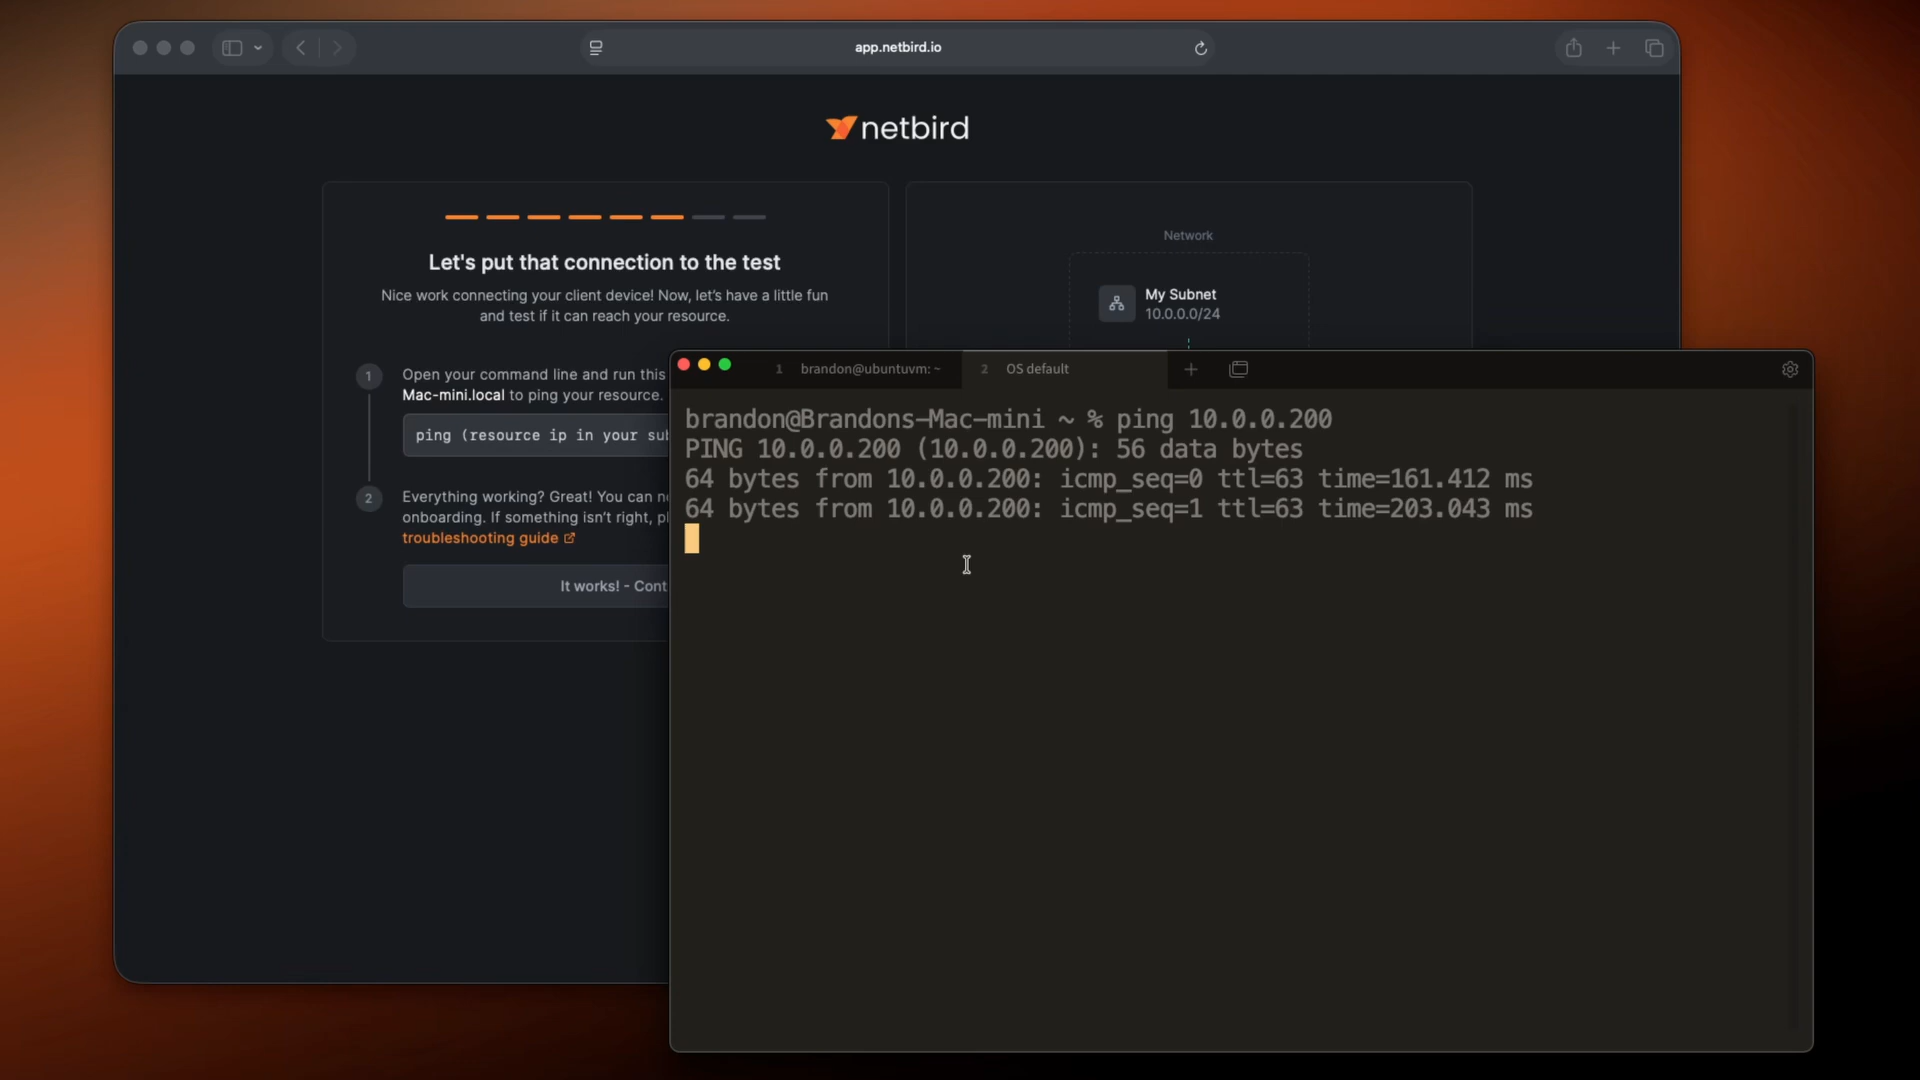 app.netbird.io
netbird
Let's put that connection to the test
Nice work connecting your client device! Now, let's have a little fun
and test if it can reach your resource.
1
Open your command line and run this
Mac-mini.local to ping your resource.
ping (resource ip in your
2
Everything working? Great! You can
onboarding. If something isn't right,
troubleshooting guide
It works! -
Network
My Subnet
10.0.0.0/24
1 brandon@ubuntuvm: ~
2 OS default
brandon@Brandons-Mac-mini ~ % ping 10.0.0.200
PING 10.0.0.200 (10.0.0.200): 56 data bytes
64 bytes from 10.0.0.200: icmp_seq=0 ttl=63 time=161.412 ms
64 bytes from 10.0.0.200: icmp_seq=1 ttl=63 time=203.043 ms